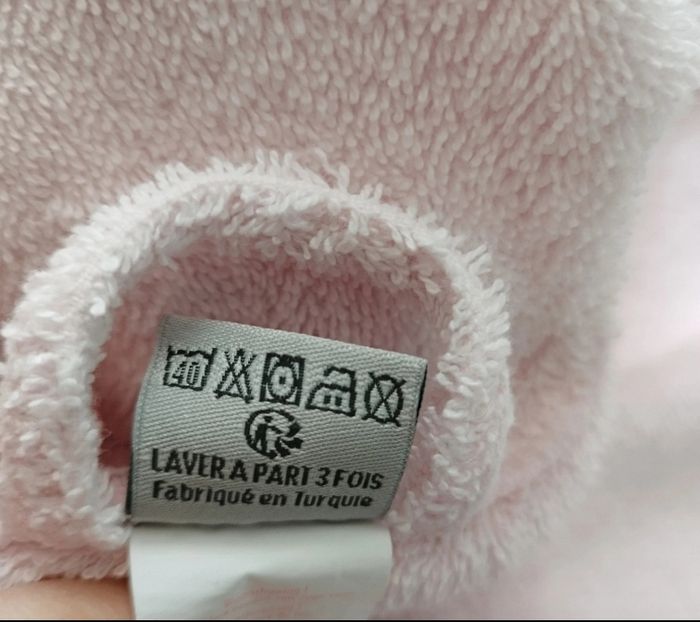 40
LAVER A PART 3 FOIS
Fabriqué en Turquie